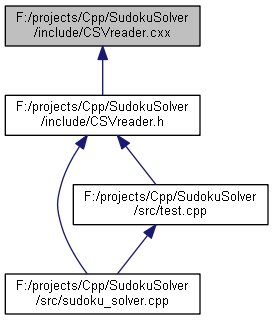 F:/projects/Cpp/SudokuSolver
/include/CSVreader.cxx
F:/projects/Cpp/SudokuSolver
/include/CSVreader.h
F:/projects/Cpp/SudokuSolver
/src/test.cpp
F:/projects/Cpp/SudokuSolver
/src/sudoku_solver.cpp